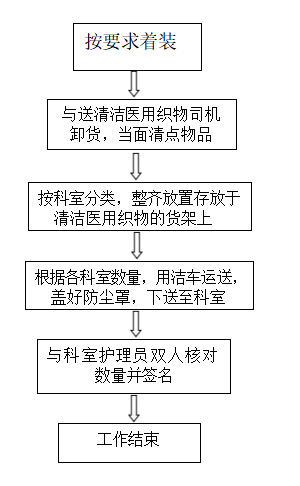 按要求着装
与送清洁医用织物司机
卸货，当面清点物品
按科室分类，整齐放置存放于
清洁医用织物的货架上
根据各科室数量，用洁车运送，
盖好防尘罩，下送至科室
与科室护理员双人核对
数量并签名
工作结束